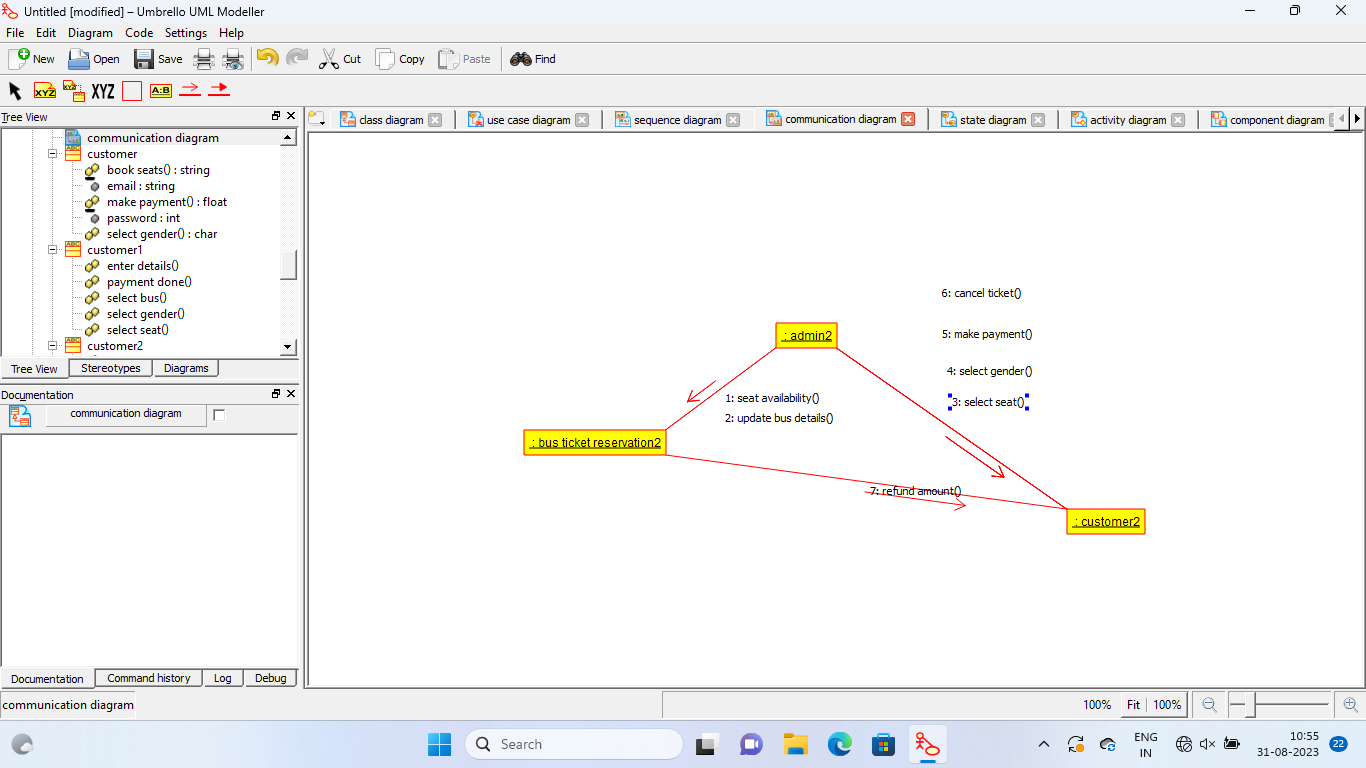 Untitled [modified] – Umbrello UML Modeller
File Edit Diagram Code Settings Help
New Open Save Cut Copy Paste Find
XYZ XYZ XYZ A:B
Tree View
class diagram use case diagram sequence diagram communication diagram state diagram activity diagram component diagram
communication diagram
customer
book seats() : string
email : string
make payment() : float
password : int
select gender() : char
customer1
enter details()
payment done()
select bus()
select gender()
select seat()
customer2
Tree View Stereotypes Diagrams
Documentation
communication diagram
6: cancel ticket()
: admin2
5: make payment()
4: select gender()
1: seat availability()
3: select seat()
2: update bus details()
: bus ticket reservation2
7: refund amount()
: customer2
Documentation Command history Log Debug
communication diagram
100% Fit 100%
Search
ENG
IN
10:55
31-08-2023
22